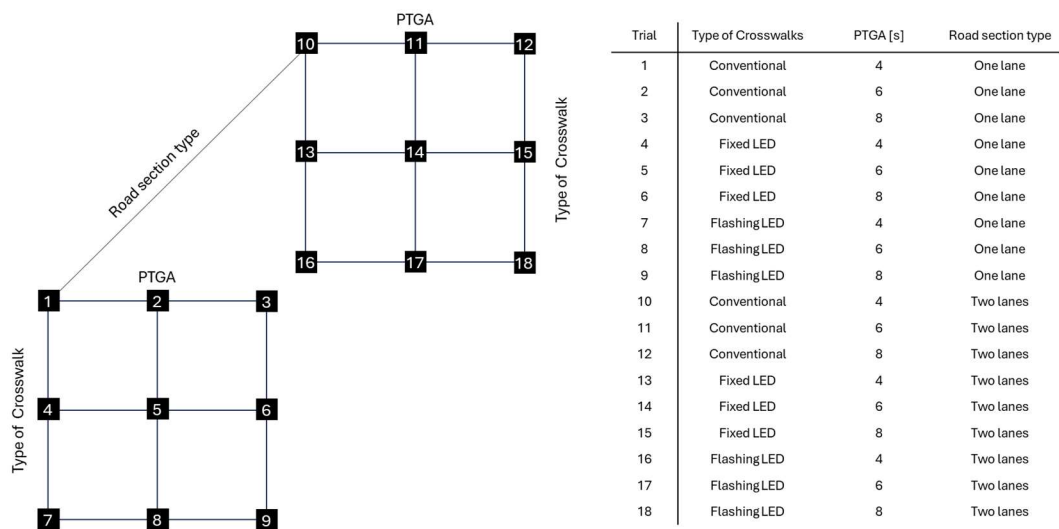 PTGA
10 11 12
13 14 15
16 17 18
Type of Crosswalk
Road section type
PTGA
1 2 3
4 5 6
7 8 9
Type of Crosswalk
Trial Type of Crosswalks PTGA [s] Road section type
1 Conventional 4 One lane
2 Conventional 6 One lane
3 Conventional 8 One lane
4 Fixed LED 4 One lane
5 Fixed LED 6 One lane
6 Fixed LED 8 One lane
7 Flashing LED 4 One lane
8 Flashing LED 6 One lane
9 Flashing LED 8 One lane
10 Conventional 4 Two lanes
11 Conventional 6 Two lanes
12 Conventional 8 Two lanes
13 Fixed LED 4 Two lanes
14 Fixed LED 6 Two lanes
15 Fixed LED 8 Two lanes
16 Flashing LED 4 Two lanes
17 Flashing LED 6 Two lanes
18 Flashing LED 8 Two lanes